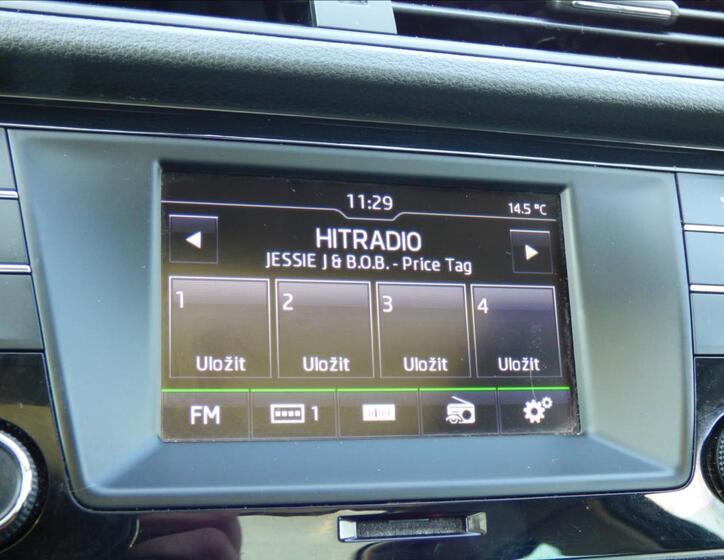 11:29
14.5 °C
HITRADIO
JESSIE J & B.O.B. - Price Tag
1 2 3 4
Uložit Uložit Uložit Uložit
FM 1